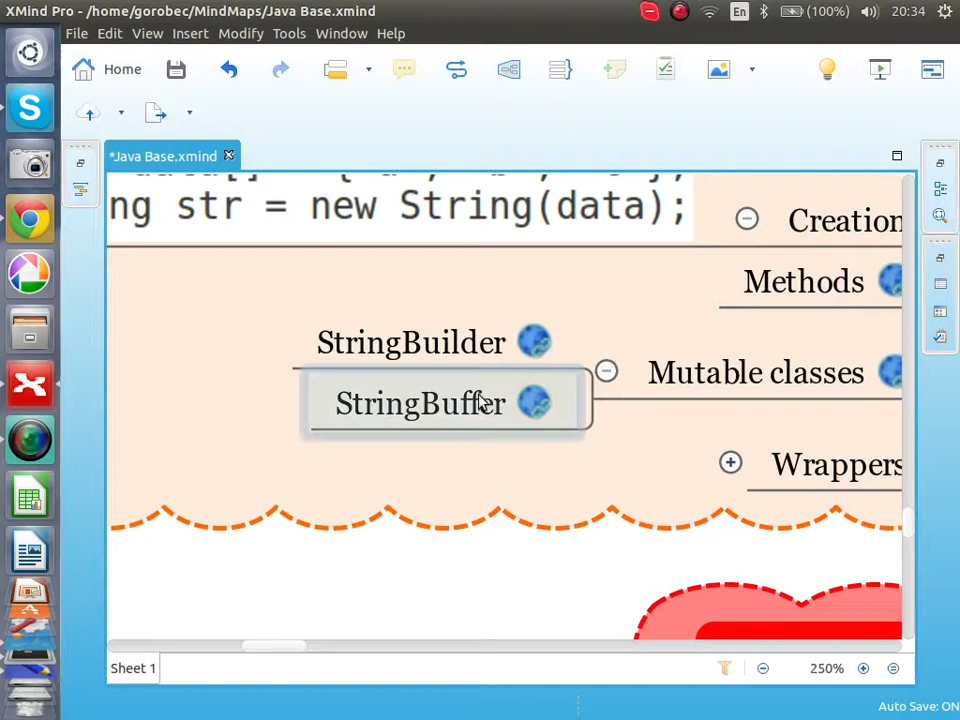 XMind Pro - /home/gorobec/MindMaps/Java Base.xmind
En
(100%)
20:34
File Edit View Insert Modify Tools Window Help
Home
*Java Base.xmind
ng str = new String(data);
Creation
Methods
StringBuilder
Mutable classes
StringBuffer
Wrappers
Sheet 1
250%
Auto Save: ON